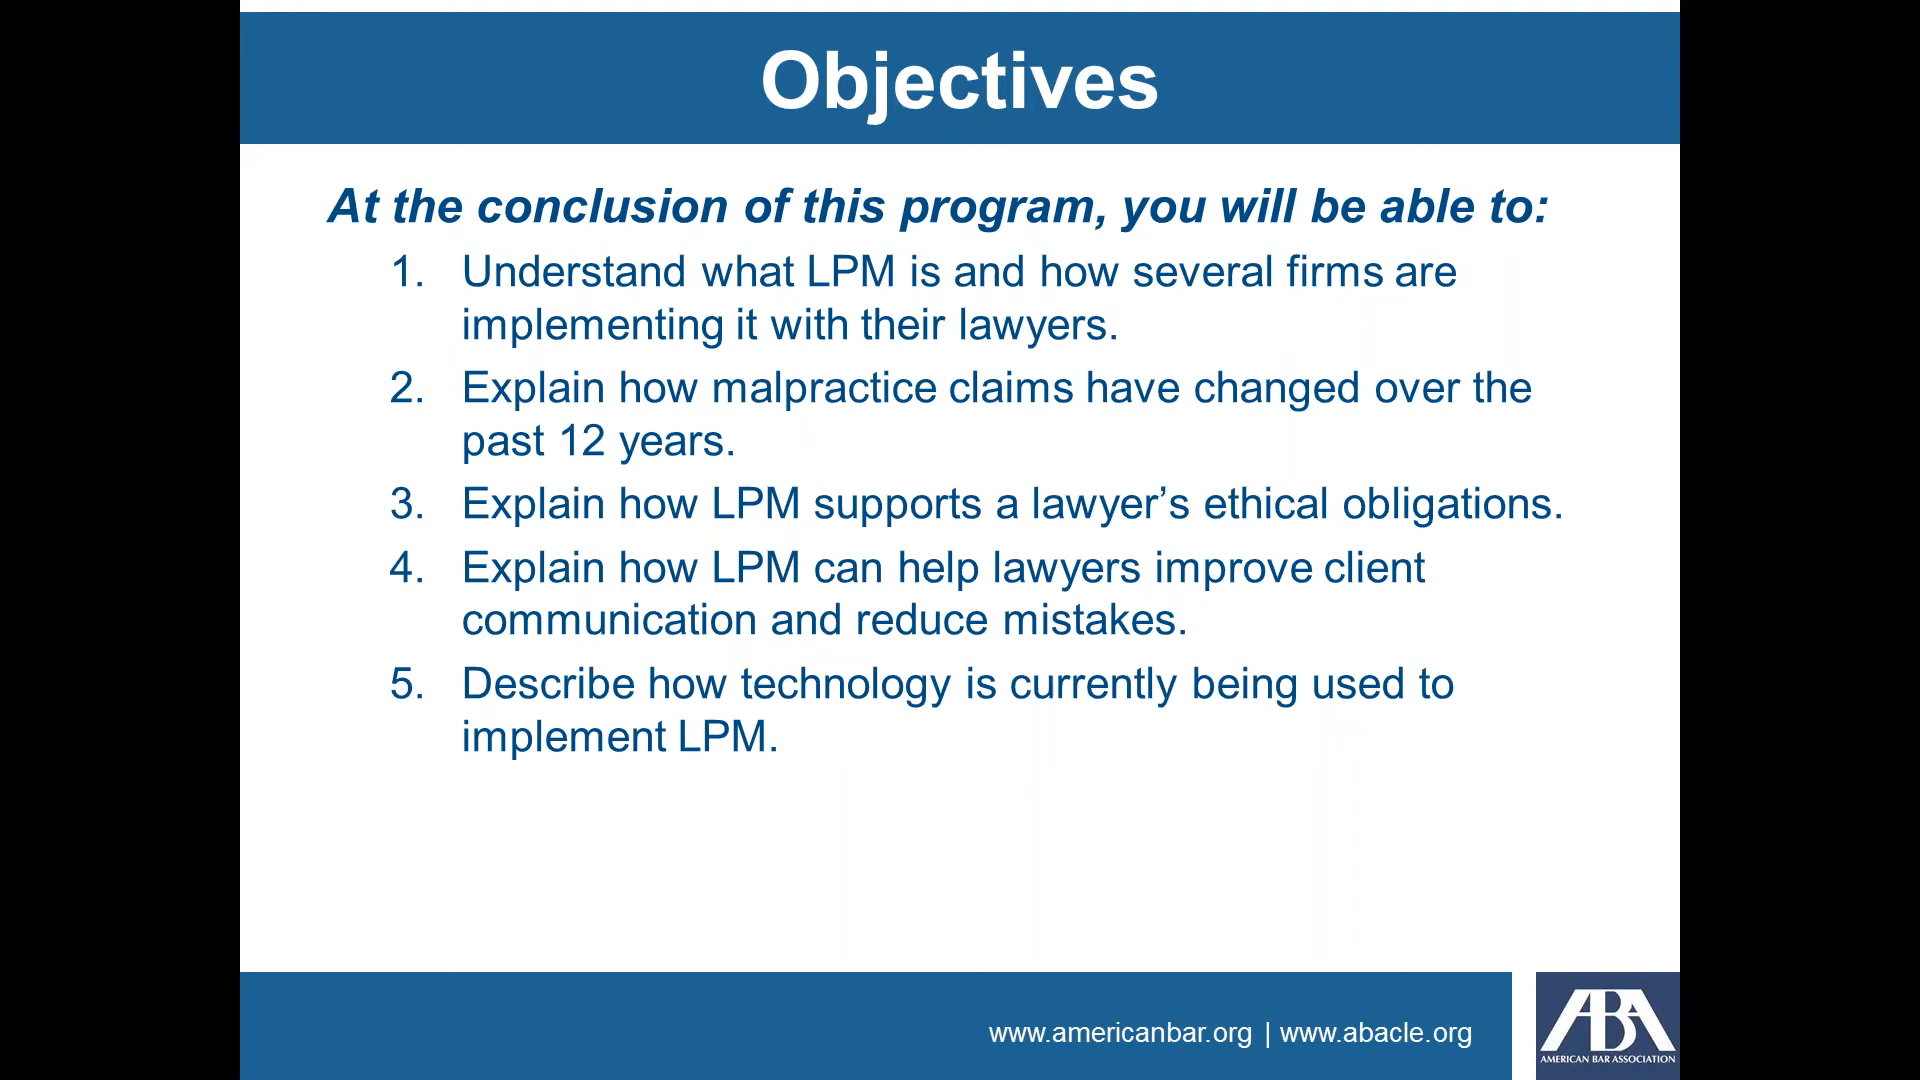 Objectives
At the conclusion of this program, you will be able to:
1. Understand what LPM is and how several firms are
implementing it with their lawyers.
2. Explain how malpractice claims have changed over the
past 12 years.
3. Explain how LPM supports a lawyer’s ethical obligations.
4. Explain how LPM can help lawyers improve client
communication and reduce mistakes.
5. Describe how technology is currently being used to
implement LPM.
www.americanbar.org | www.abacle.org
ABA
AMERICAN BAR ASSOCIATION